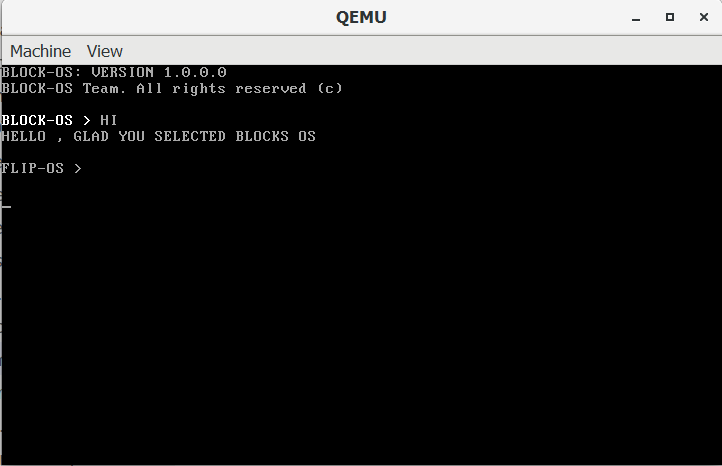 QEMU
Machine View
BLOCK-OS: VERSION 1.0.0.0
BLOCK-OS Team. All rights reserved (c)
BLOCK-OS > HI
HELLO , GLAD YOU SELECTED BLOCKS OS
FLIP-OS >